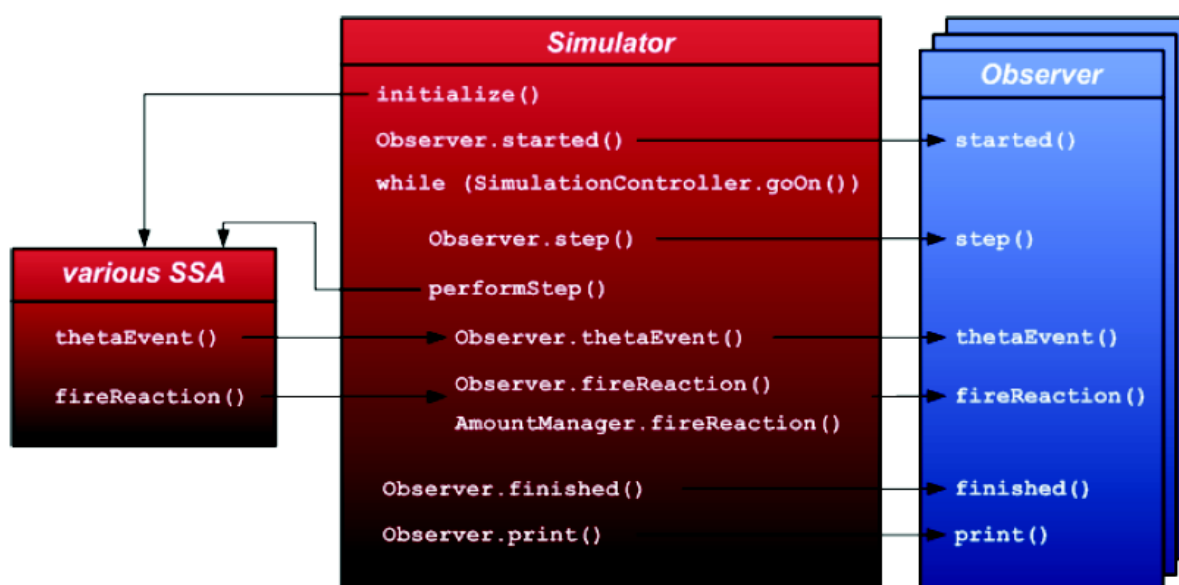 Simulator
initialize()
Observer.started()
while (SimulationController.goOn())
Observer.step()
performStep()
Observer.thetaEvent()
Observer.fireReaction()
AmountManager.fireReaction()
Observer.finished()
Observer.print()
various SSA
thetaEvent()
fireReaction()
Observer
started()
step()
thetaEvent()
fireReaction()
finished()
print()